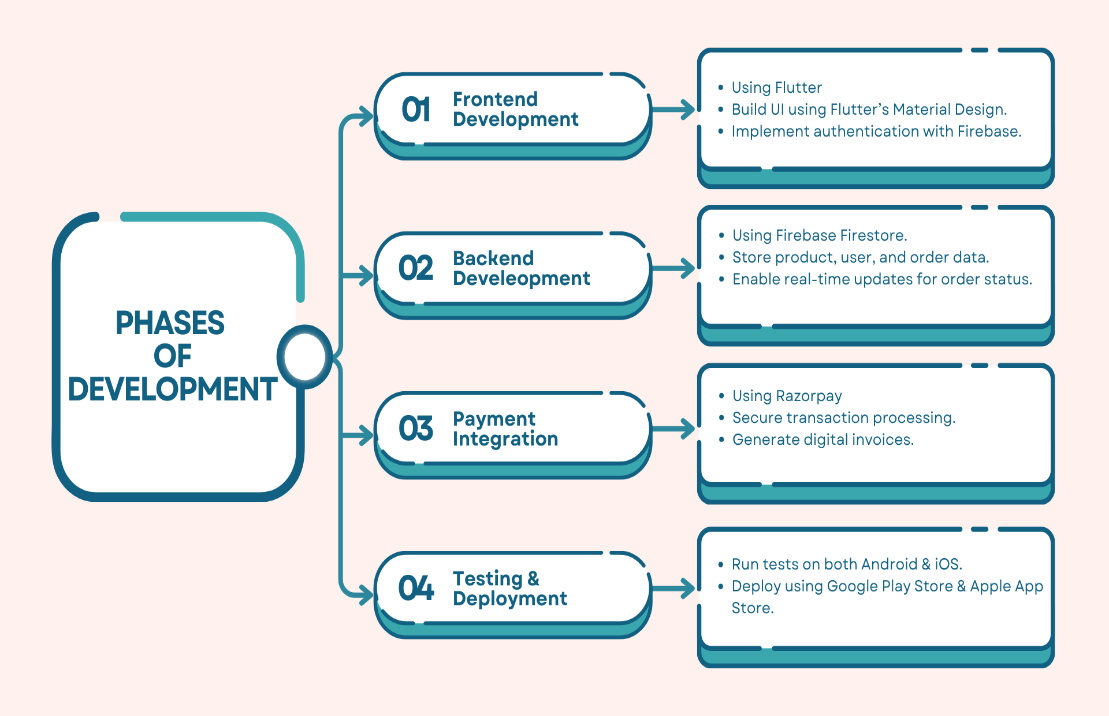 PHASES
OF
DEVELOPMENT
01
Frontend
Development
• Using Flutter
• Build UI using Flutter’s Material Design.
• Implement authentication with Firebase.
02
Backend
Develeopment
• Using Firebase Firestore.
• Store product, user, and order data.
• Enable real-time updates for order status.
03
Payment
Integration
• Using Razorpay
• Secure transaction processing.
• Generate digital invoices.
04
Testing &
Deployment
• Run tests on both Android & iOS.
• Deploy using Google Play Store & Apple App
Store.